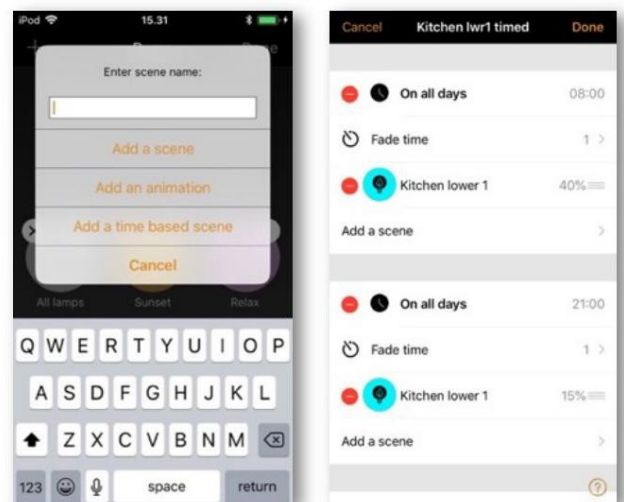 iPod 15.31
Enter scene name:
Add a scene
Add an animation
Add a time based scene
Cancel
All lamps Sunset Relax
Q W E R T Y U I O P
A S D F G H J K L
Z X C V B N M
123 space return
Cancel Kitchen lwr1 timed Done
On all days 08:00
Fade time 1
Kitchen lower 1 40%
Add a scene
On all days 21:00
Fade time 1
Kitchen lower 1 15%
Add a scene
?